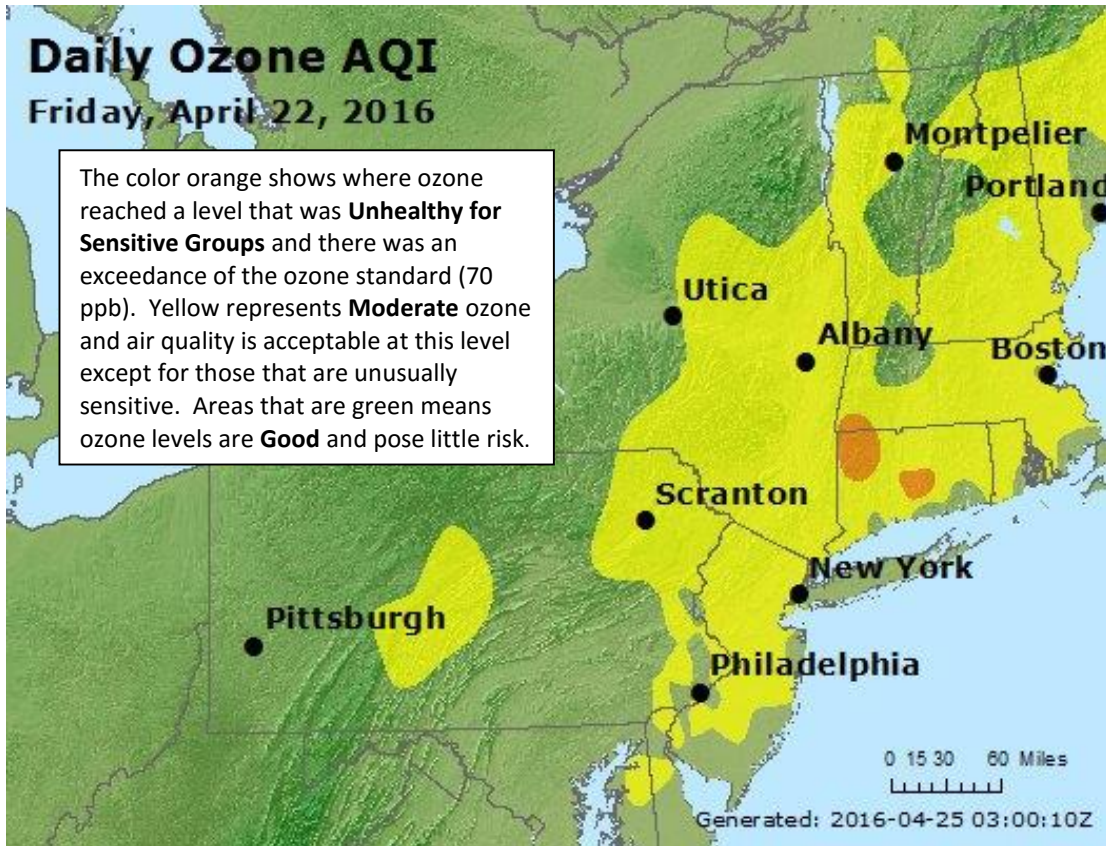 Daily Ozone AQI
Friday, April 22, 2016
The color orange shows where ozone
reached a level that was Unhealthy for
Sensitive Groups and there was an
exceedance of the ozone standard (70
ppb).  Yellow represents Moderate ozone
and air quality is acceptable at this level
except for those that are unusually
sensitive.  Areas that are green means
ozone levels are Good and pose little risk.
Montpelier
Portland
Utica
Albany
Boston
Scranton
New York
Pittsburgh
Philadelphia
0 15 30 60 Miles
Generated: 2016-04-25 03:00:10Z